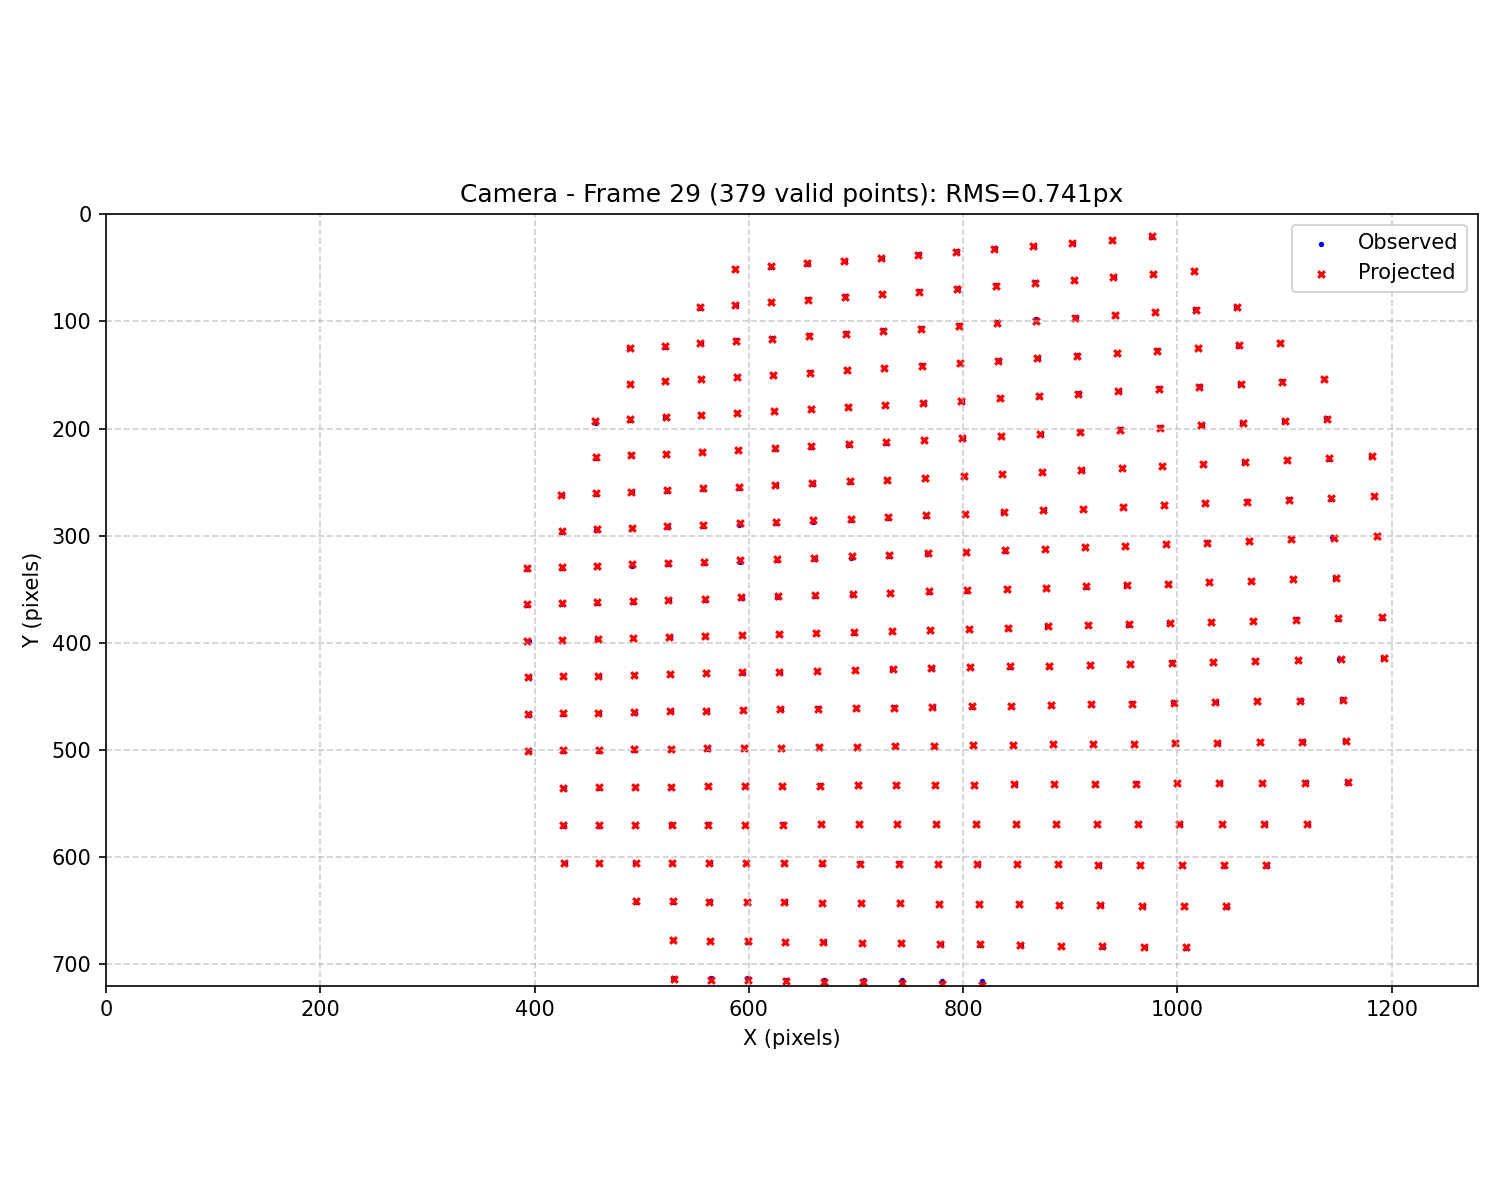 Camera - Frame 29 (379 valid points): RMS=0.741px
Observed
Projected
0
100
200
300
400
500
600
700
Y (pixels)
0 200 400 600 800 1000 1200
X (pixels)